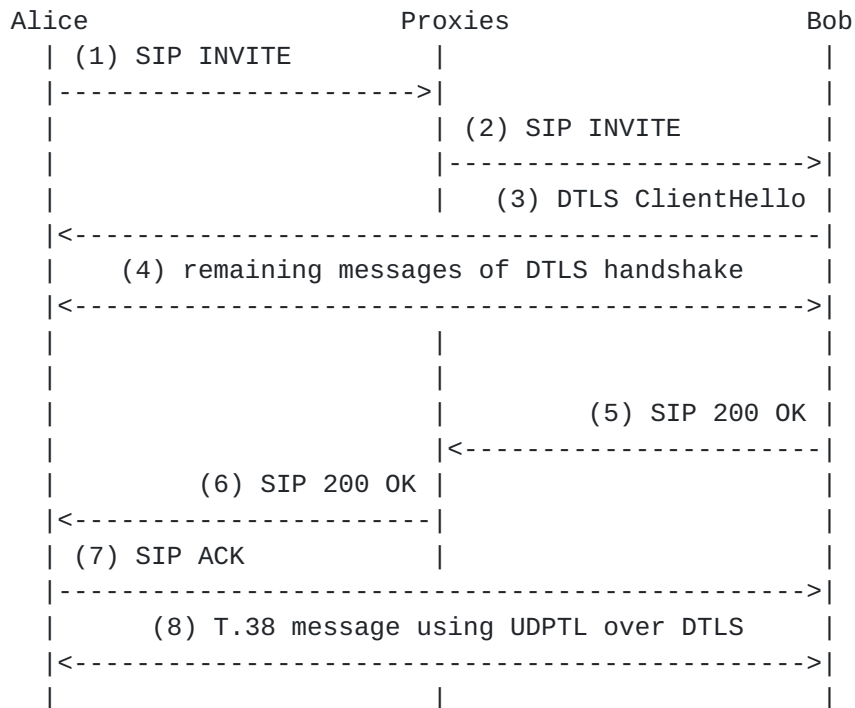 Alice Proxies Bob
(1) SIP INVITE
(2) SIP INVITE
(3) DTLS ClientHello
(4) remaining messages of DTLS handshake
(5) SIP 200 OK
(6) SIP 200 OK
(7) SIP ACK
(8) T.38 message using UDPTL over DTLS